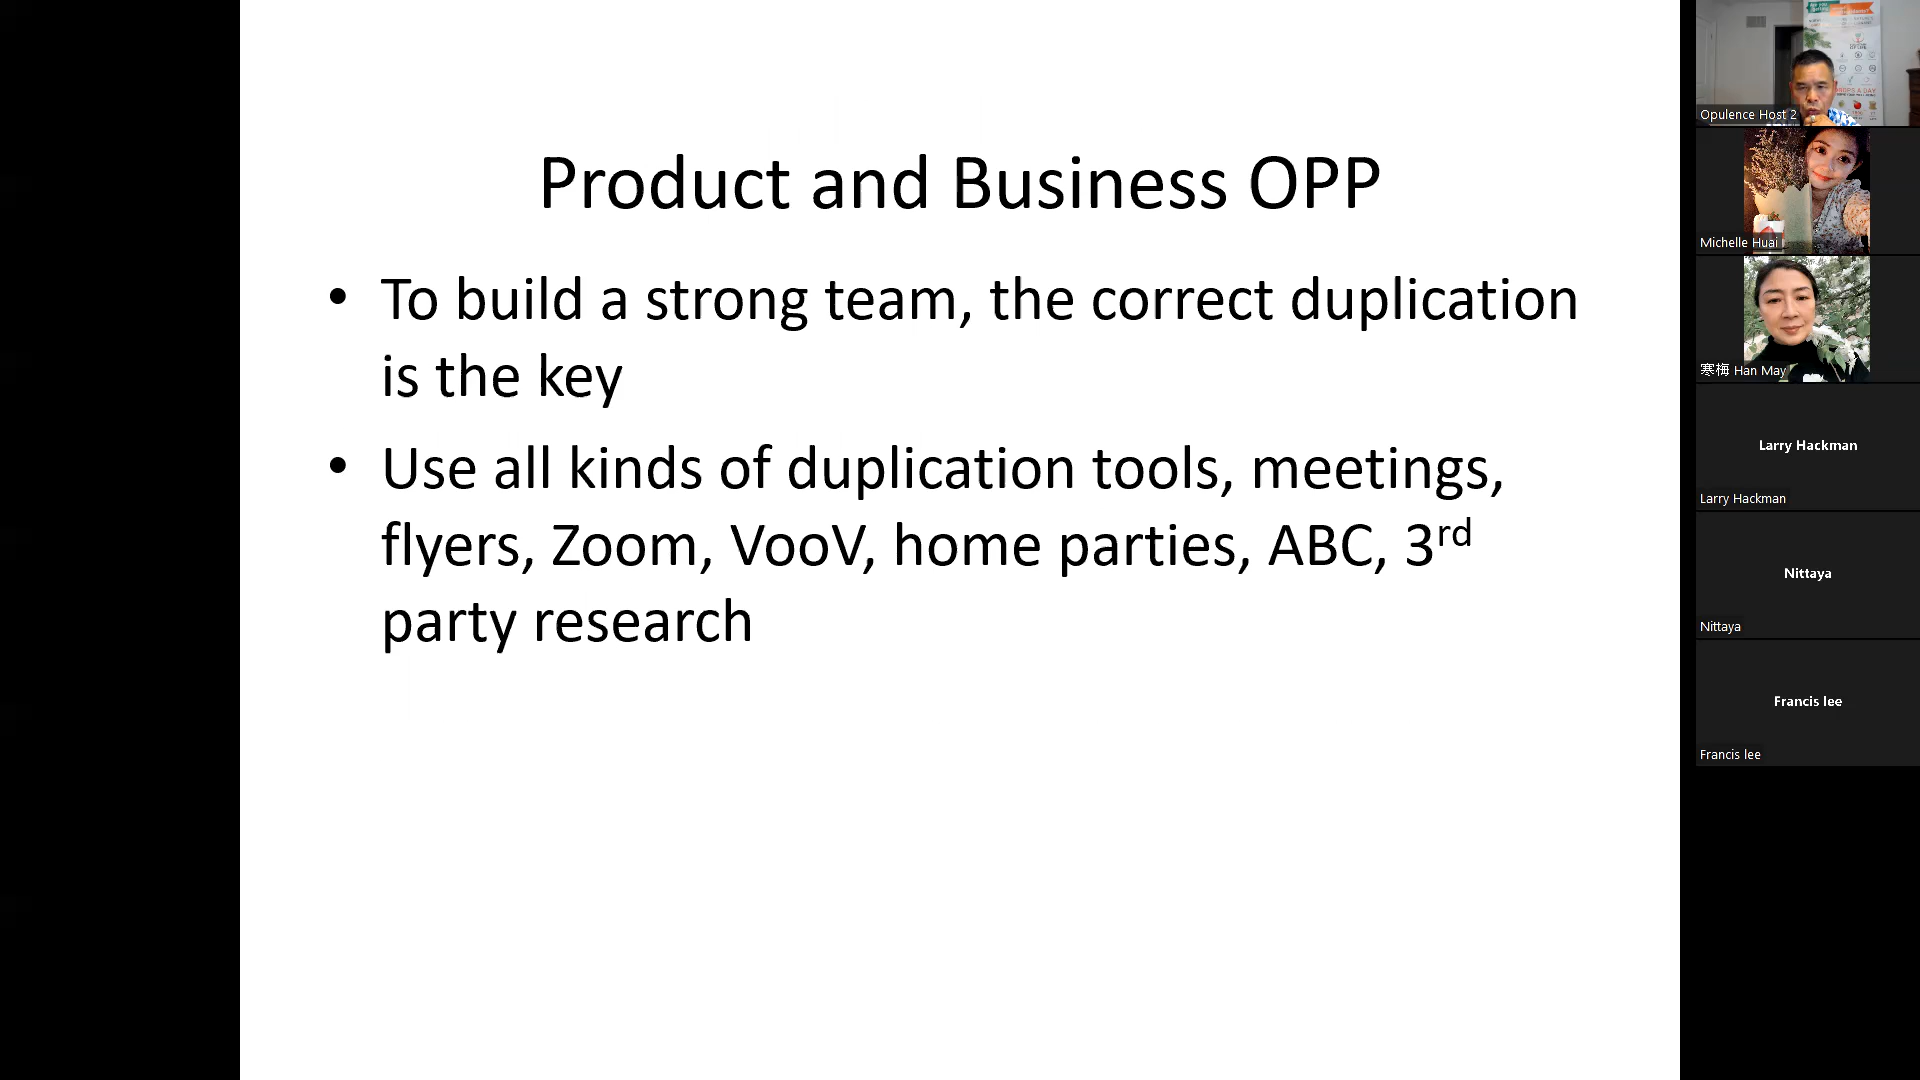 Product and Business OPP
• To build a strong team, the correct duplication
is the key
• Use all kinds of duplication tools, meetings,
flyers, Zoom, VooV, home parties, ABC, 3rd
party research
Opulence Host 2
Michelle Huai
寒梅 Han May
Larry Hackman
Larry Hackman
Nittaya
Nittaya
Francis lee
Francis lee